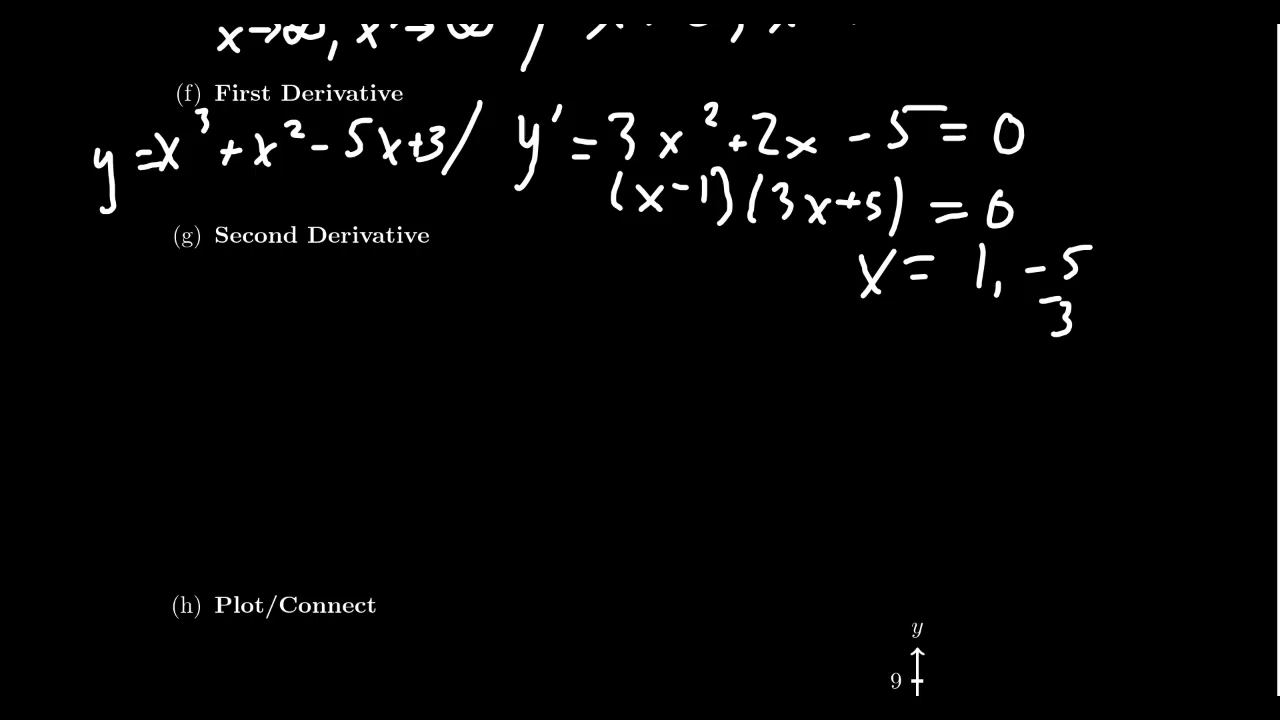 x→∞, x³→∞ /
(f) First Derivative
y = x³ + x² - 5x + 3 / y' = 3x² + 2x - 5 = 0
(x - 1)(3x + 5) = 0
x = 1, -5/3
(g) Second Derivative
(h) Plot/Connect
y
9